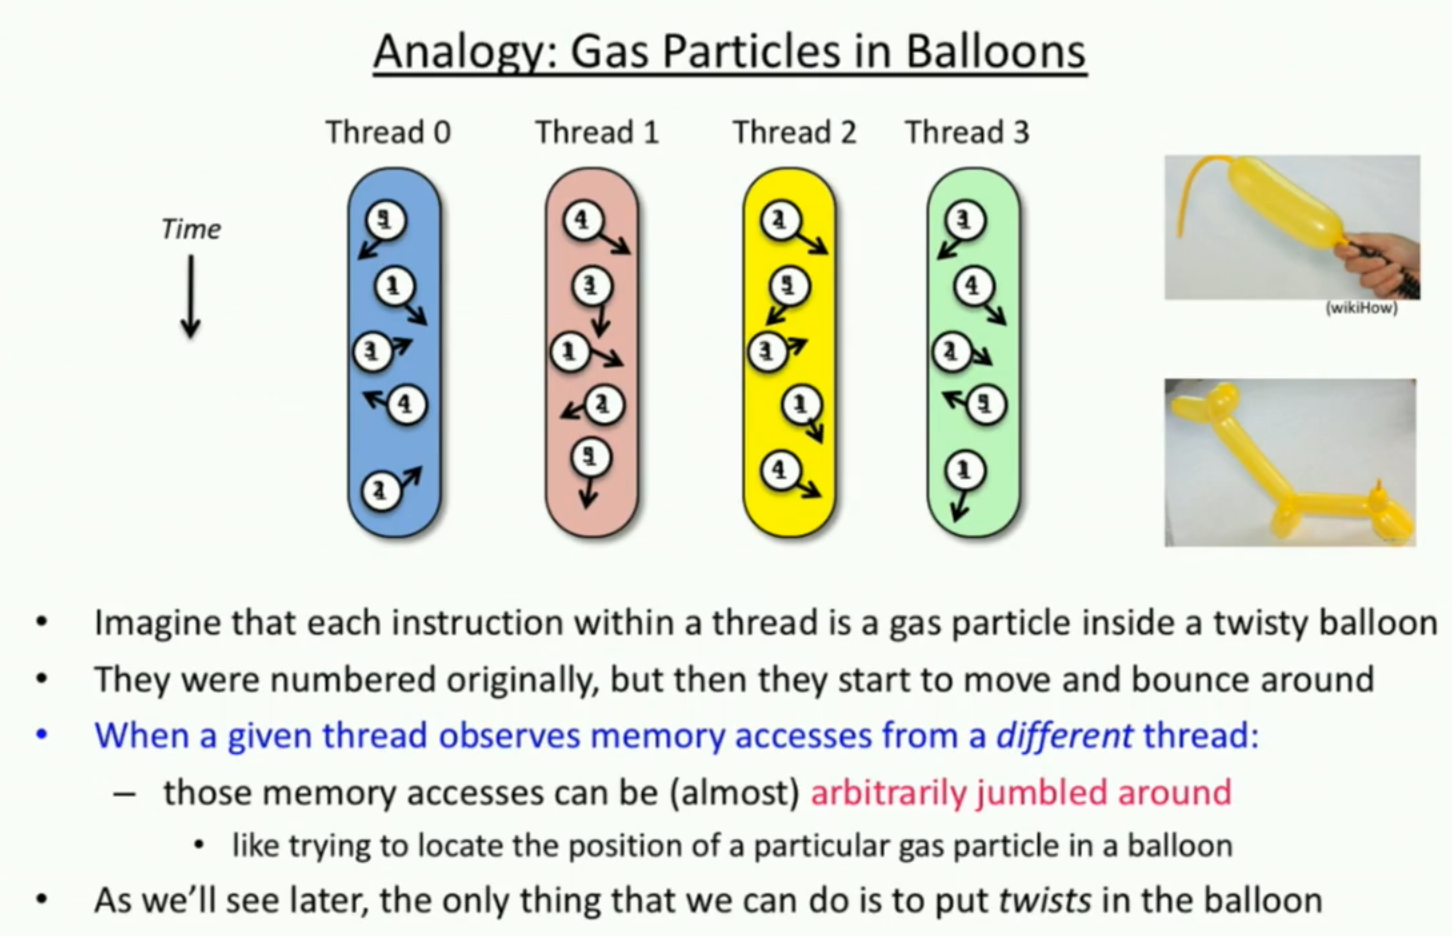 Analogy: Gas Particles in Balloons
Thread 0 Thread 1 Thread 2 Thread 3
Time
5 4 2 3
1 3 5 4
3 1 3 2
4 2 1 5
2 5 4 1
(wikiHow)
• Imagine that each instruction within a thread is a gas particle inside a twisty balloon
• They were numbered originally, but then they start to move and bounce around
• When a given thread observes memory accesses from a different thread:
– those memory accesses can be (almost) arbitrarily jumbled around
• like trying to locate the position of a particular gas particle in a balloon
• As we’ll see later, the only thing that we can do is to put twists in the balloon